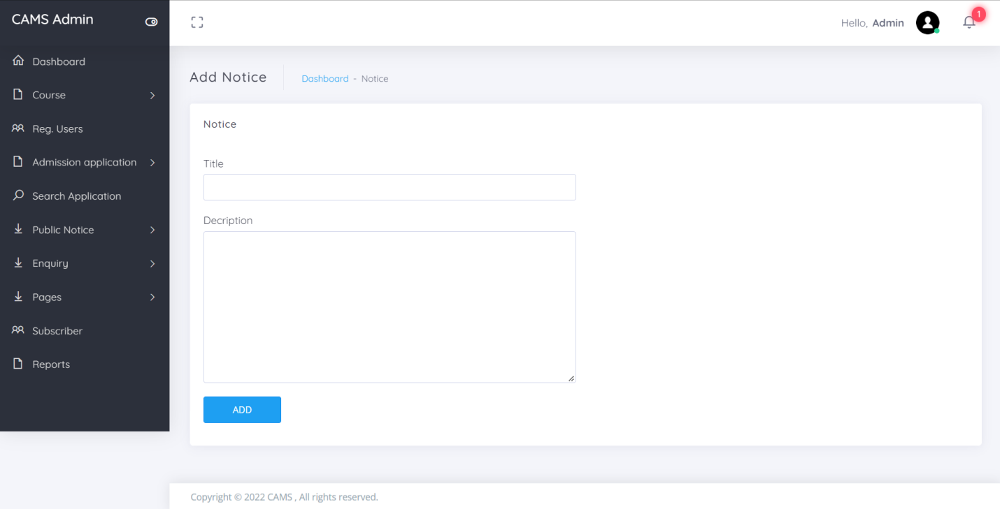 CAMS Admin
Hello, Admin
1
Dashboard
Course
Reg. Users
Admission application
Search Application
Public Notice
Enquiry
Pages
Subscriber
Reports
Add Notice
Dashboard - Notice
Notice
Title
Decription
ADD
Copyright © 2022 CAMS , All rights reserved.